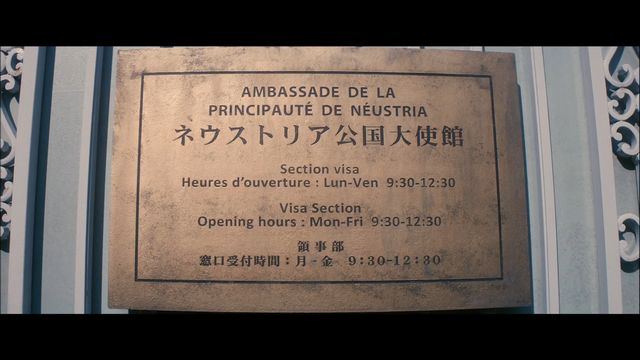 AMBASSADE DE LA
PRINCIPAUTÉ DE NÉUSTRIA
ネウストリア公国大使館
Section visa
Heures d'ouverture : Lun-Ven 9:30-12:30
Visa Section
Opening hours : Mon-Fri 9:30-12:30
領事部
窓口受付時間：月-金 9:30-12:30